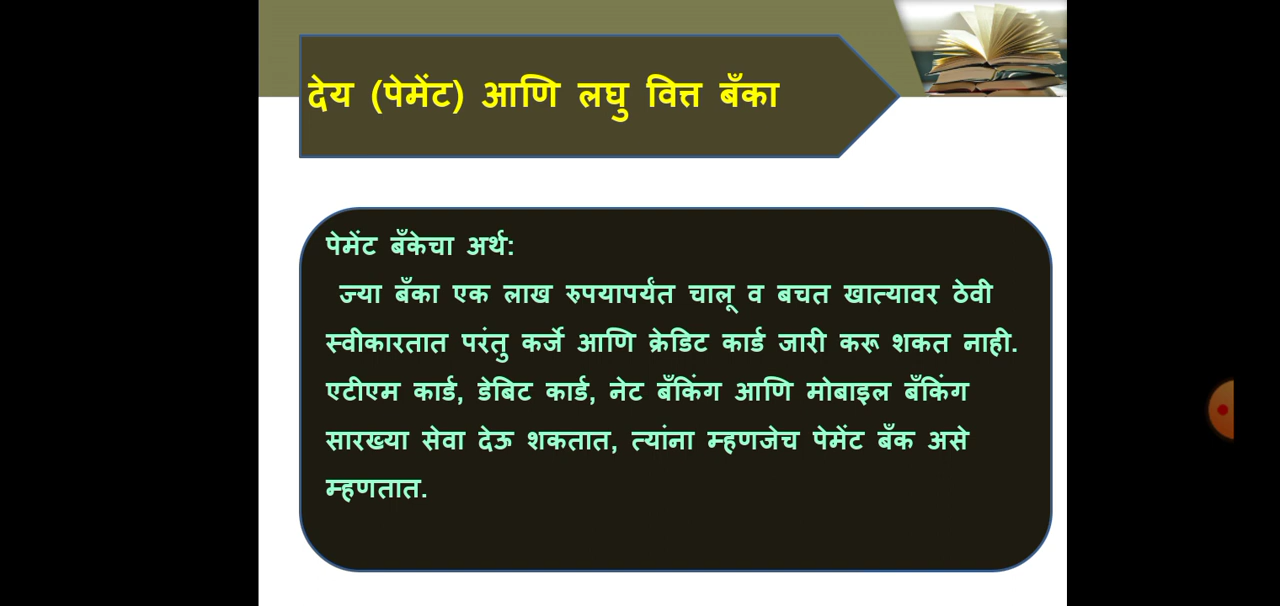 देय (पेमेंट) आणि लघु वित्त बँका
पेमेंट बँकेचा अर्थ:
ज्या बँका एक लाख रुपयापर्यंत चालू व बचत खात्यावर ठेवी
स्वीकारतात परंतु कर्जे आणि क्रेडिट कार्ड जारी करू शकत नाही.
एटीएम कार्ड, डेबिट कार्ड, नेट बँकिंग आणि मोबाइल बँकिंग
सारख्या सेवा देऊ शकतात, त्यांना म्हणजेच पेमेंट बँक असे
म्हणतात.